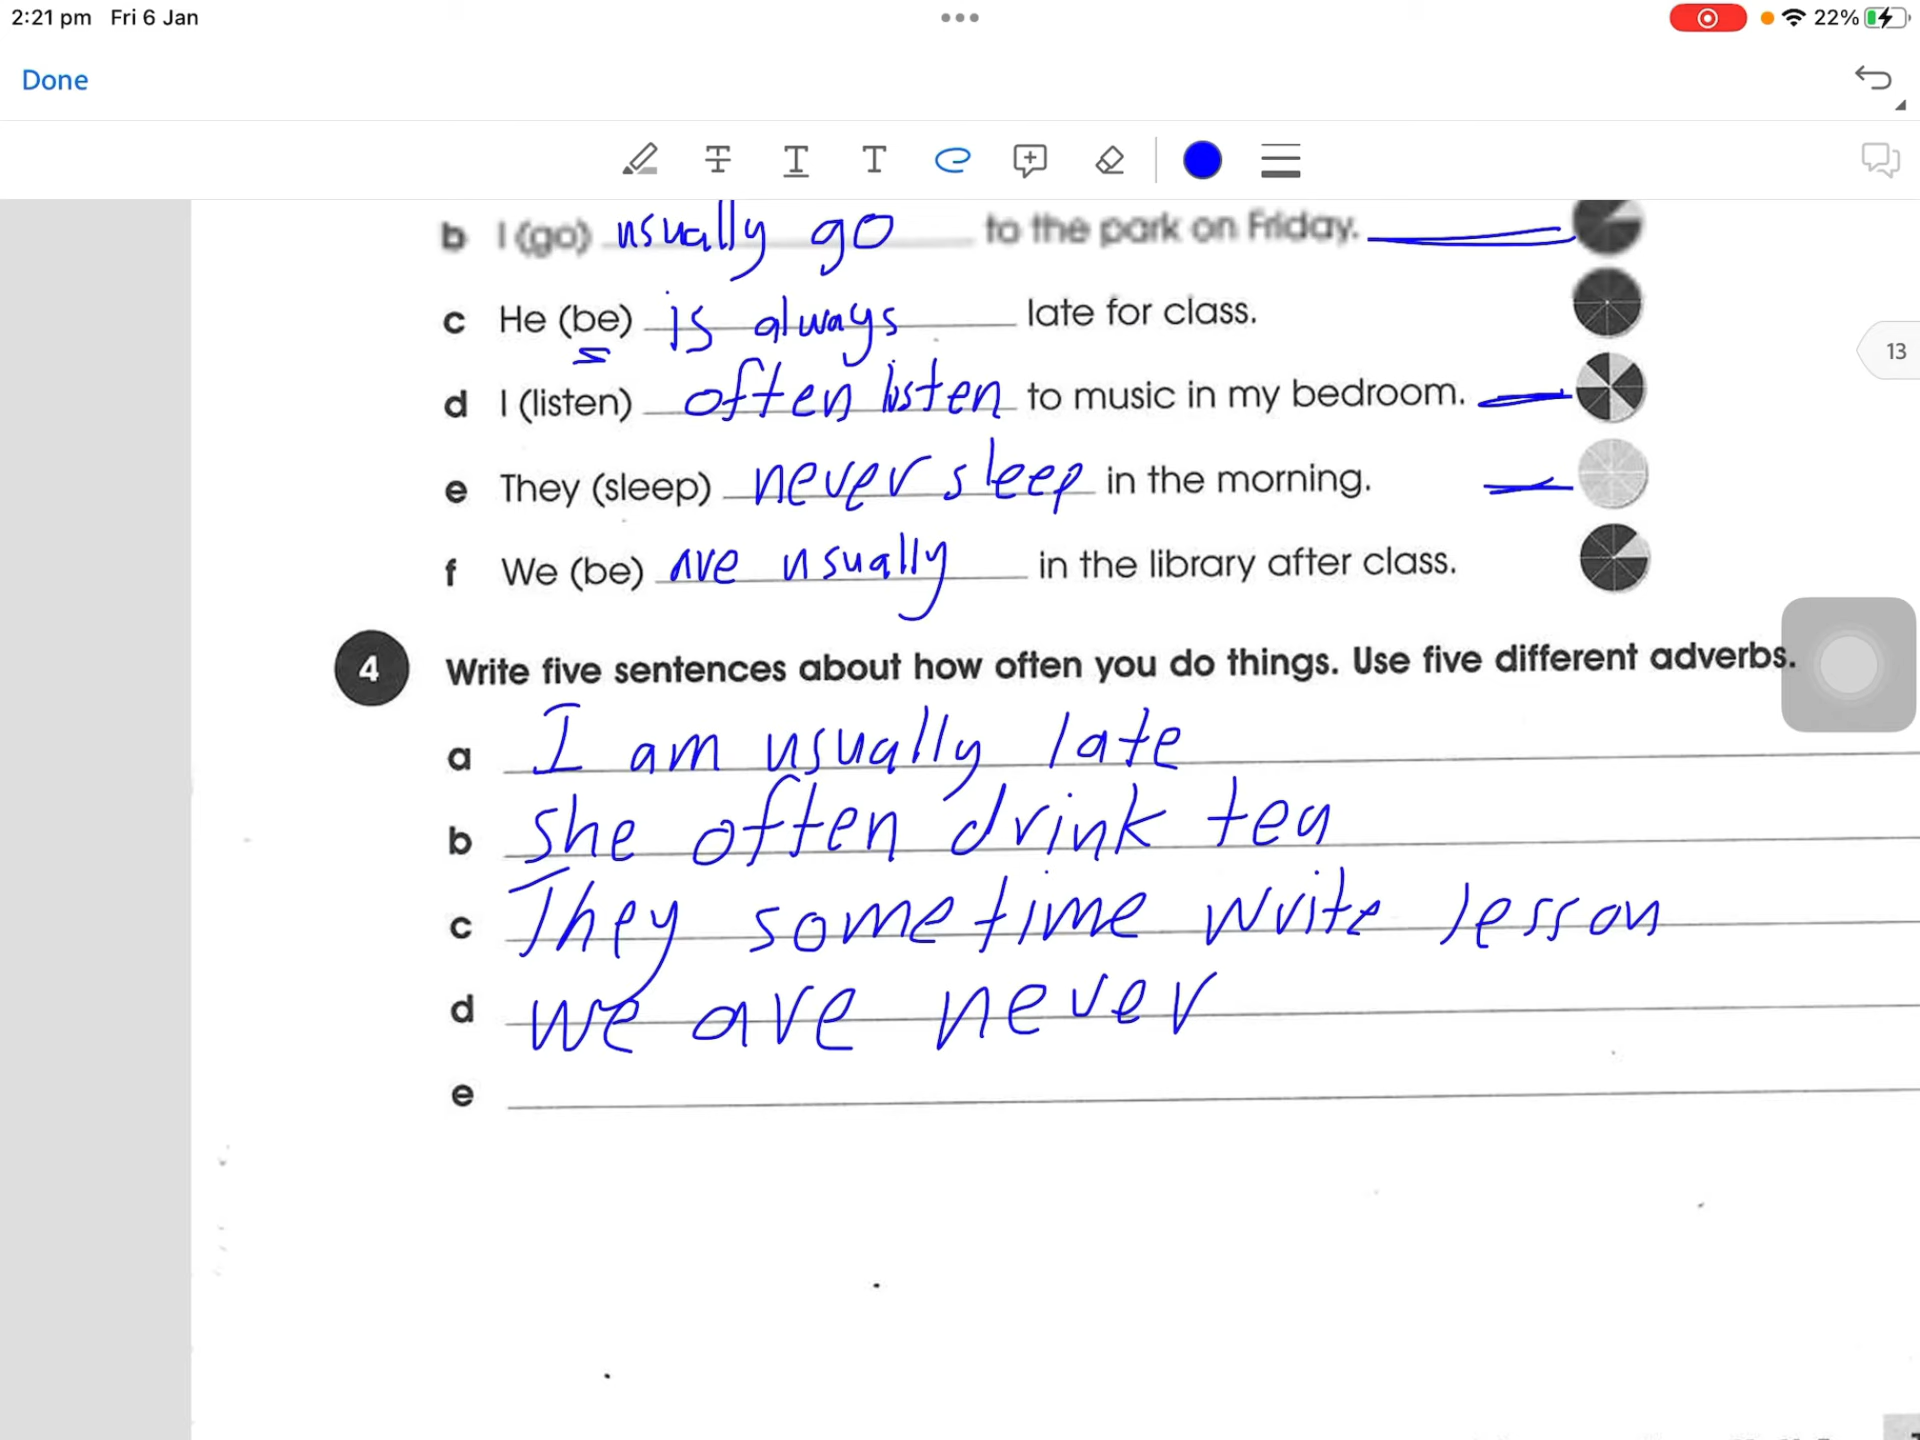 2:21 pm Fri 6 Jan 22%
Done
b I (go) usually go to the park on Friday.
c He (be) is always late for class.
13
d I (listen) often listen to music in my bedroom.
e They (sleep) never sleep in the morning.
f We (be) are usually in the library after class.
4 Write five sentences about how often you do things. Use five different adverbs.
a I am usually late
b she often drink tea
c They sometime write lesson
d we are never
e